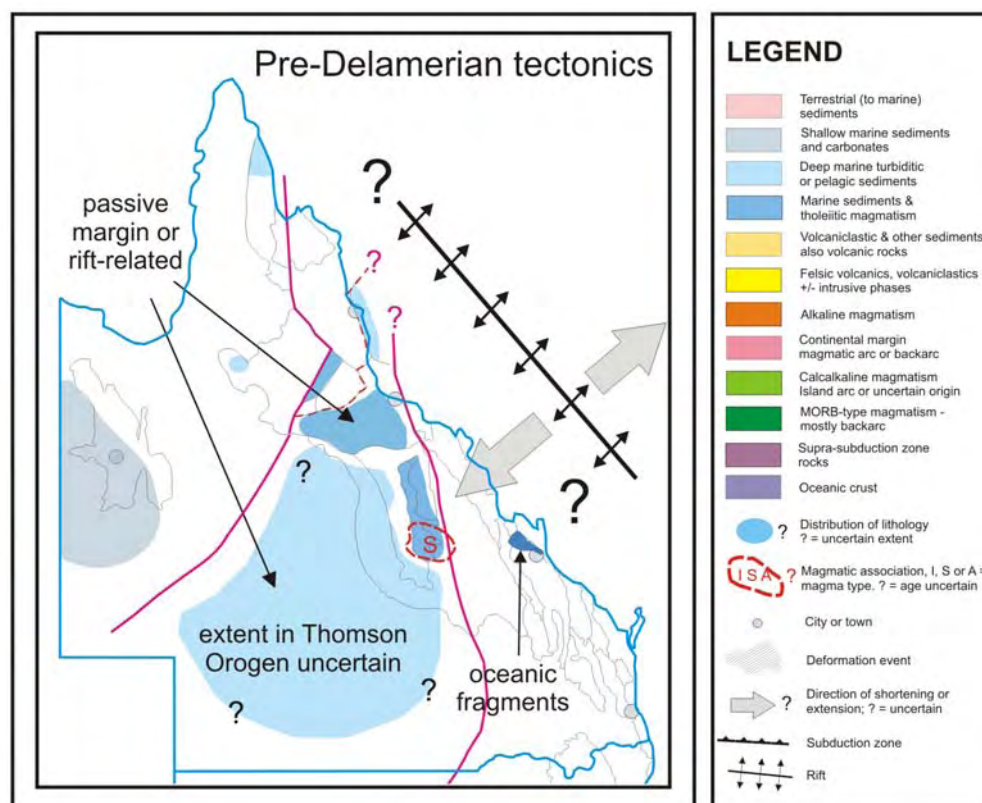 Pre-Delamerian tectonics
?
passive
margin or
rift-related
?
?
?
?
S
extent in Thomson
Orogen uncertain
oceanic
fragments
?
?
LEGEND
Terrestrial (to marine)
sediments
Shallow marine sediments
and carbonates
Deep marine turbiditic
or pelagic sediments
Marine sediments &
tholeiitic magmatism
Volcaniclastic & other sediments
also volcanic rocks
Felsic volcanics, volcaniclastics
+/- intrusive phases
Alkaline magmatism
Continental margin
magmatic arc or backarc
Calcalkaline magmatism
Island arc or uncertain origin
MORB-type magmatism -
mostly backarc
Supra-subduction zone
rocks
Oceanic crust
? Distribution of lithology
? = uncertain extent
I S A ? Magmatic association, I, S or A =
magma type. ? = age uncertain
City or town
Deformation event
? Direction of shortening or
extension; ? = uncertain
Subduction zone
Rift